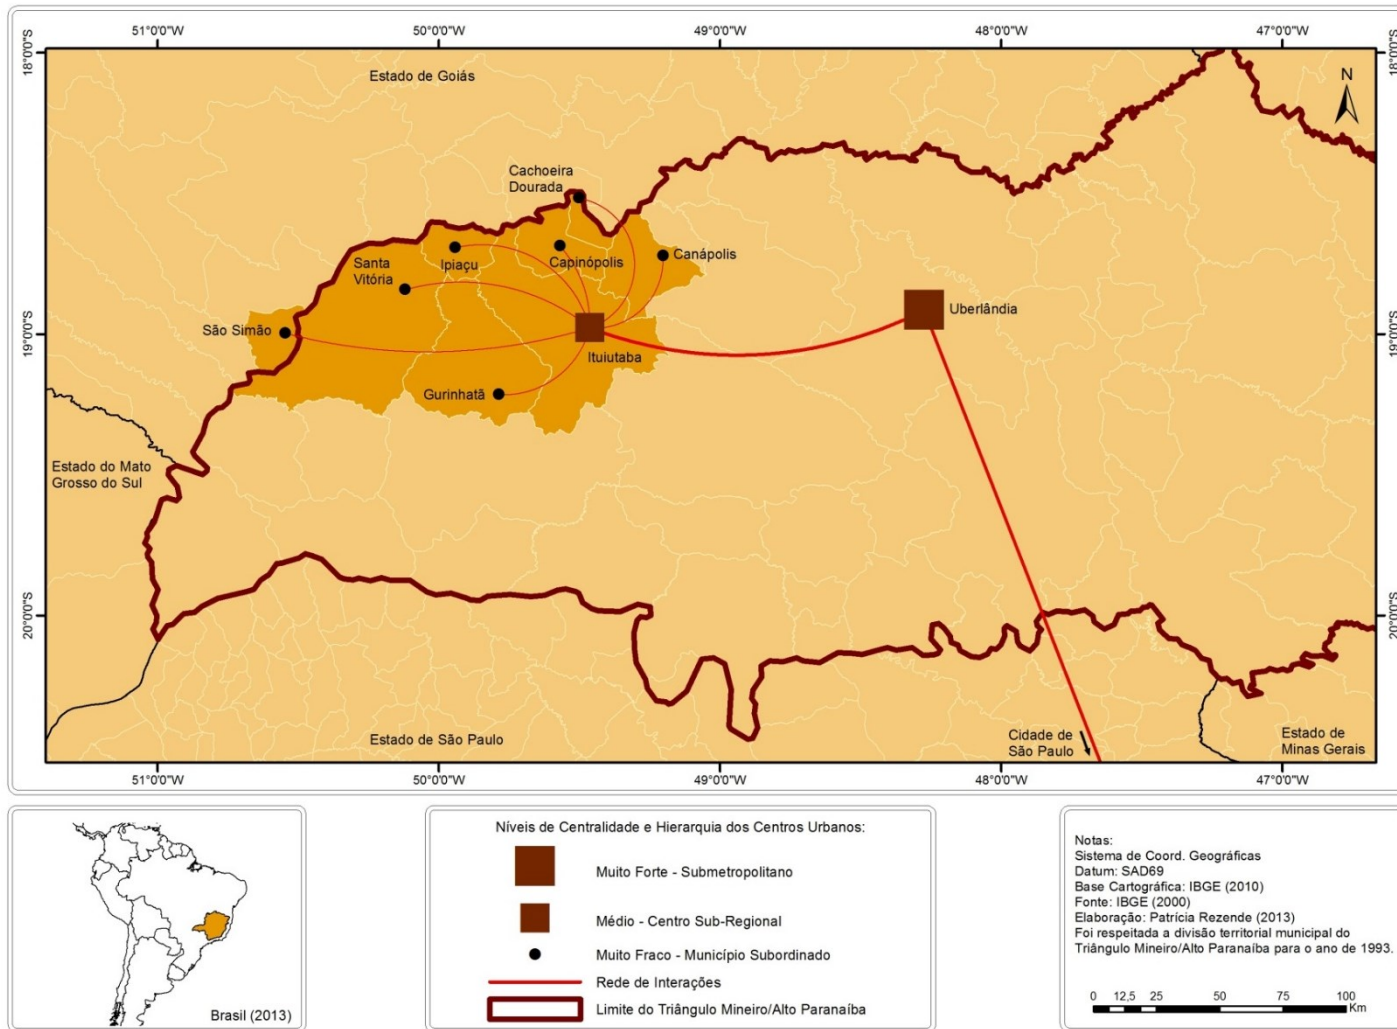 51°0'0"W
50°0'0"W
49°0'0"W
48°0'0"W
47°0'0"W
18°0'0"S
18°0'0"S
Estado de Goiás
N
Cachoeira
Dourada
Santa
Vitória
Ipiaçu
Capinópolis
Canápolis
São Simão
Ituiutaba
Uberlândia
19°0'0"S
19°0'0"S
Gurinhatã
Estado do Mato
Grosso do Sul
20°0'0"S
20°0'0"S
Estado de São Paulo
Cidade de
São Paulo
Estado de
Minas Gerais
51°0'0"W
50°0'0"W
49°0'0"W
48°0'0"W
47°0'0"W
Brasil (2013)
Níveis de Centralidade e Hierarquia dos Centros Urbanos:
Muito Forte - Submetropolitano
Médio - Centro Sub-Regional
Muito Fraco - Município Subordinado
Rede de Interações
Limite do Triângulo Mineiro/Alto Paranaíba
Notas:
Sistema de Coord. Geográficas
Datum: SAD69
Base Cartográfica: IBGE (2010)
Fonte: IBGE (2000)
Elaboração: Patrícia Rezende (2013)
Foi respeitada a divisão territorial municipal do
Triângulo Mineiro/Alto Paranaíba para o ano de 1993.
0 12,5 25 50 75 100
Km